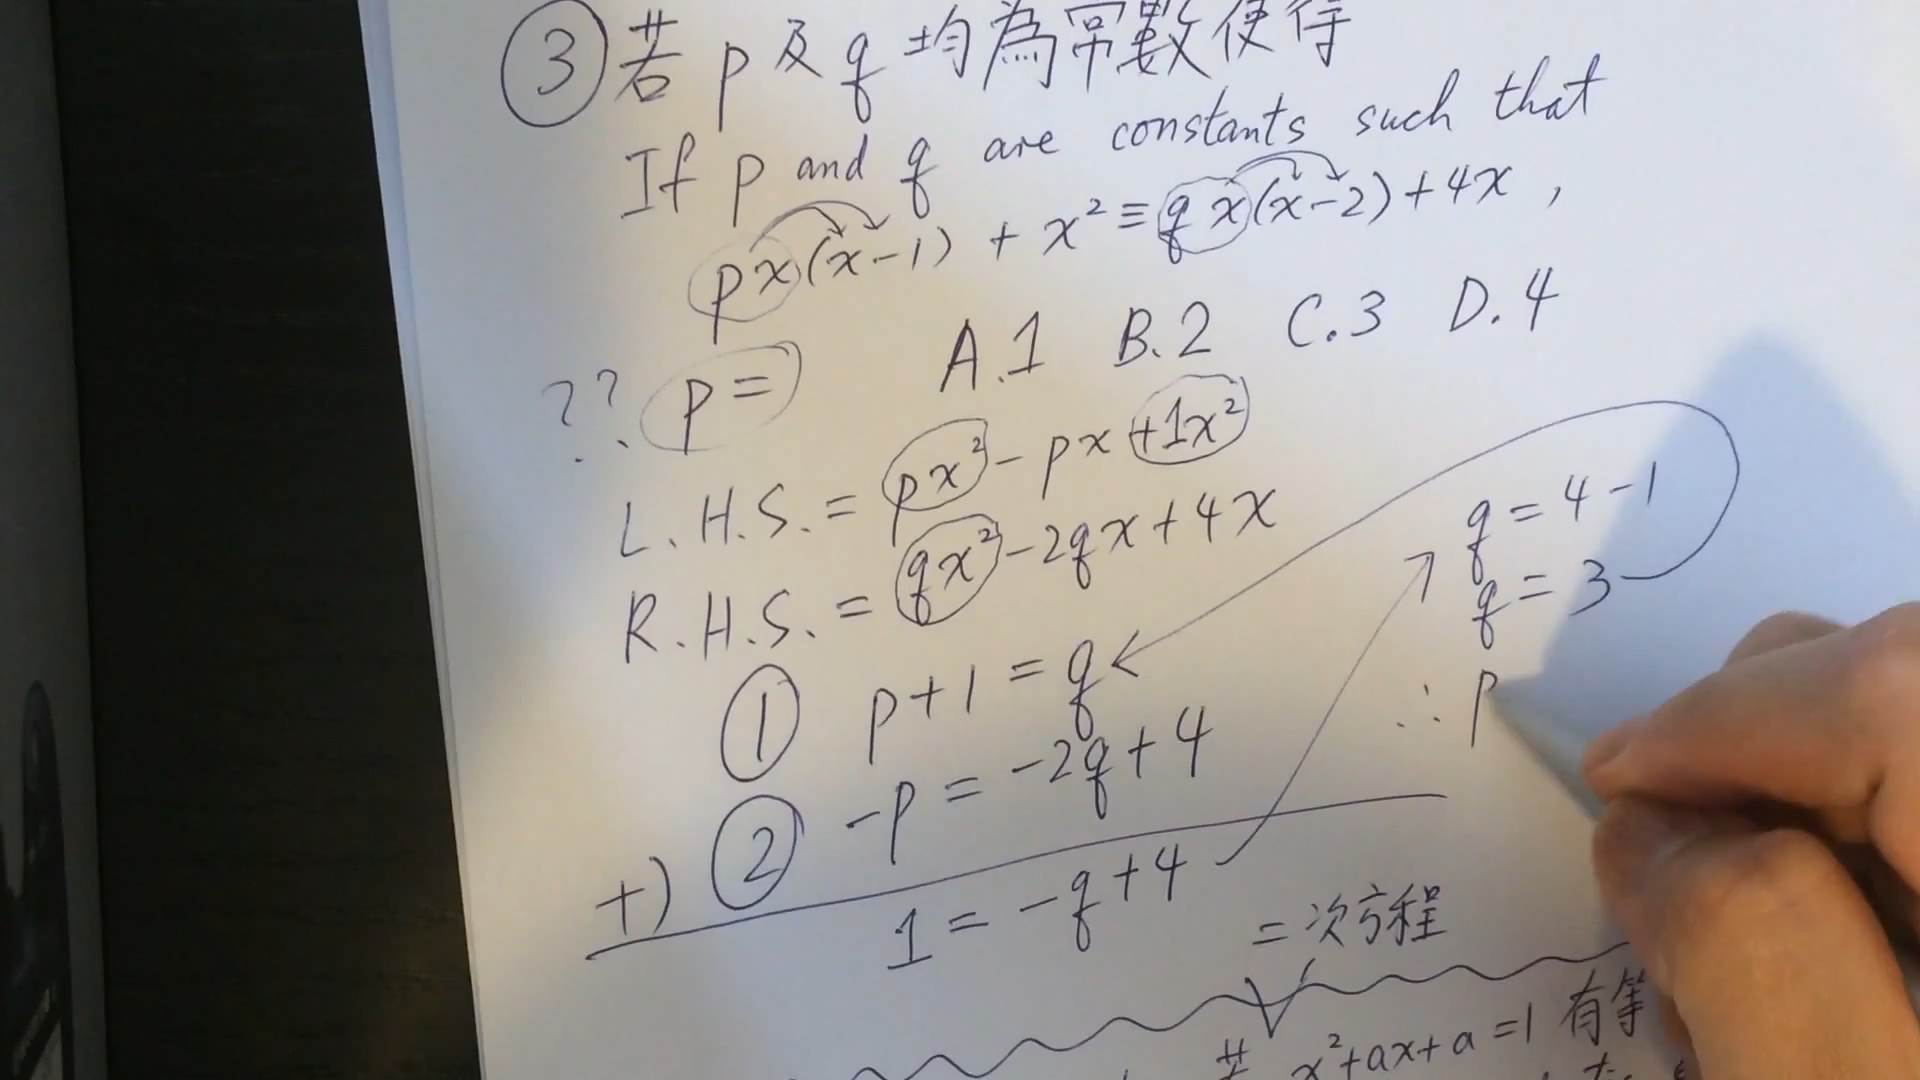 ③ 若 p 及 q 均為常數使得
If p and q are constants such that
px(x-1) + x² ≡ qx(x-2)+4x ,
?? p= A.1 B.2 C.3 D.4
L.H.S. = px² - px +1x²
R.H.S. = qx² - 2qx + 4x
① p+1 = q
② -p = -2q+4
+)
1 = -q+4
q = 4-1
q = 3
∴ p
二次方程
若 x²+ax+a=1 有等